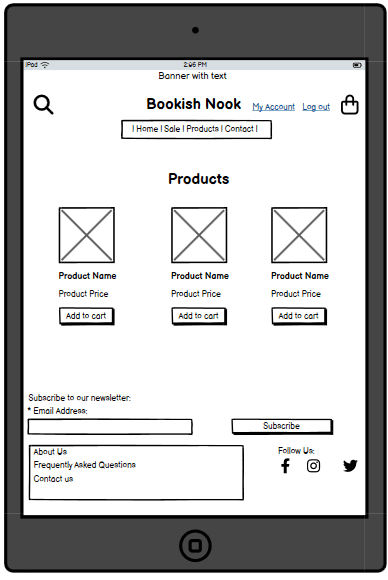 iPad 2:05 PM
Banner with text
Bookish Nook My Account Log out
| Home | Sale | Products | Contact |
Products
Product Name Product Name Product Name
Product Price Product Price Product Price
Add to cart Add to cart Add to cart
Subscribe to our newsletter:
* Email Address:
Subscribe
About Us
Follow Us:
Frequently Asked Questions
Contact us